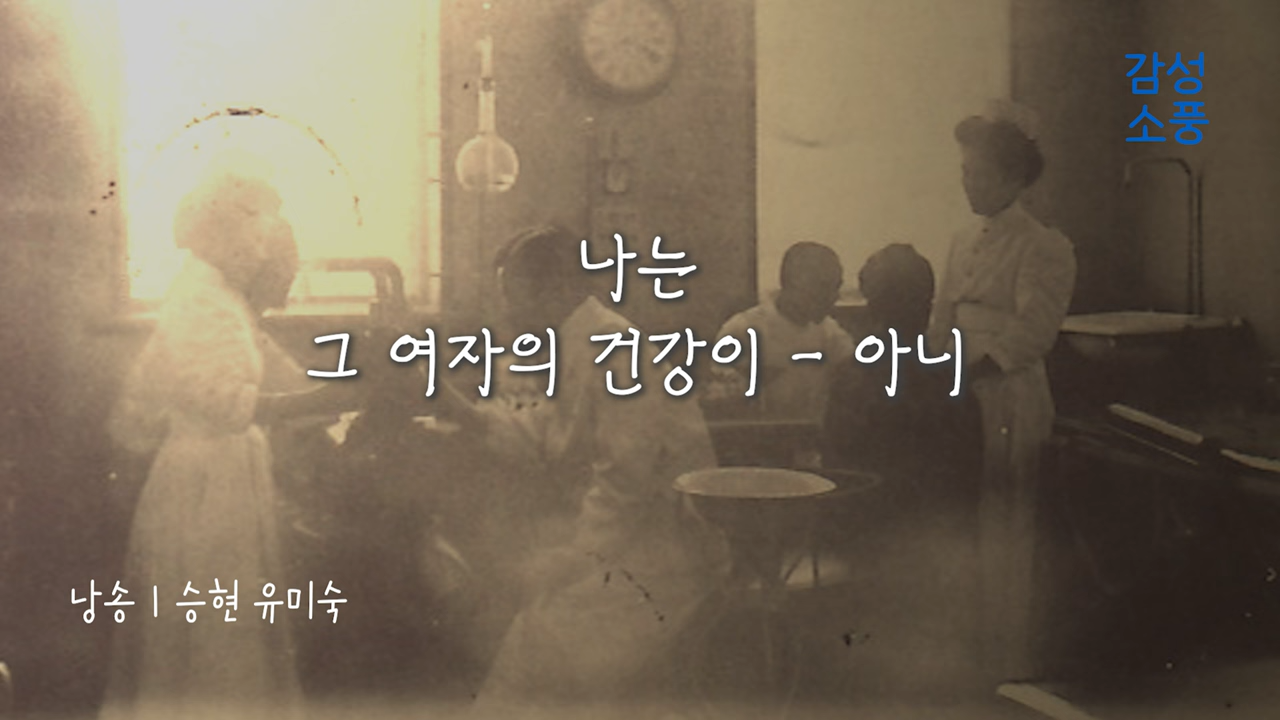 감성
소풍
나는
그 여자의 건강이 - 아니
낭송 | 승현 유미숙